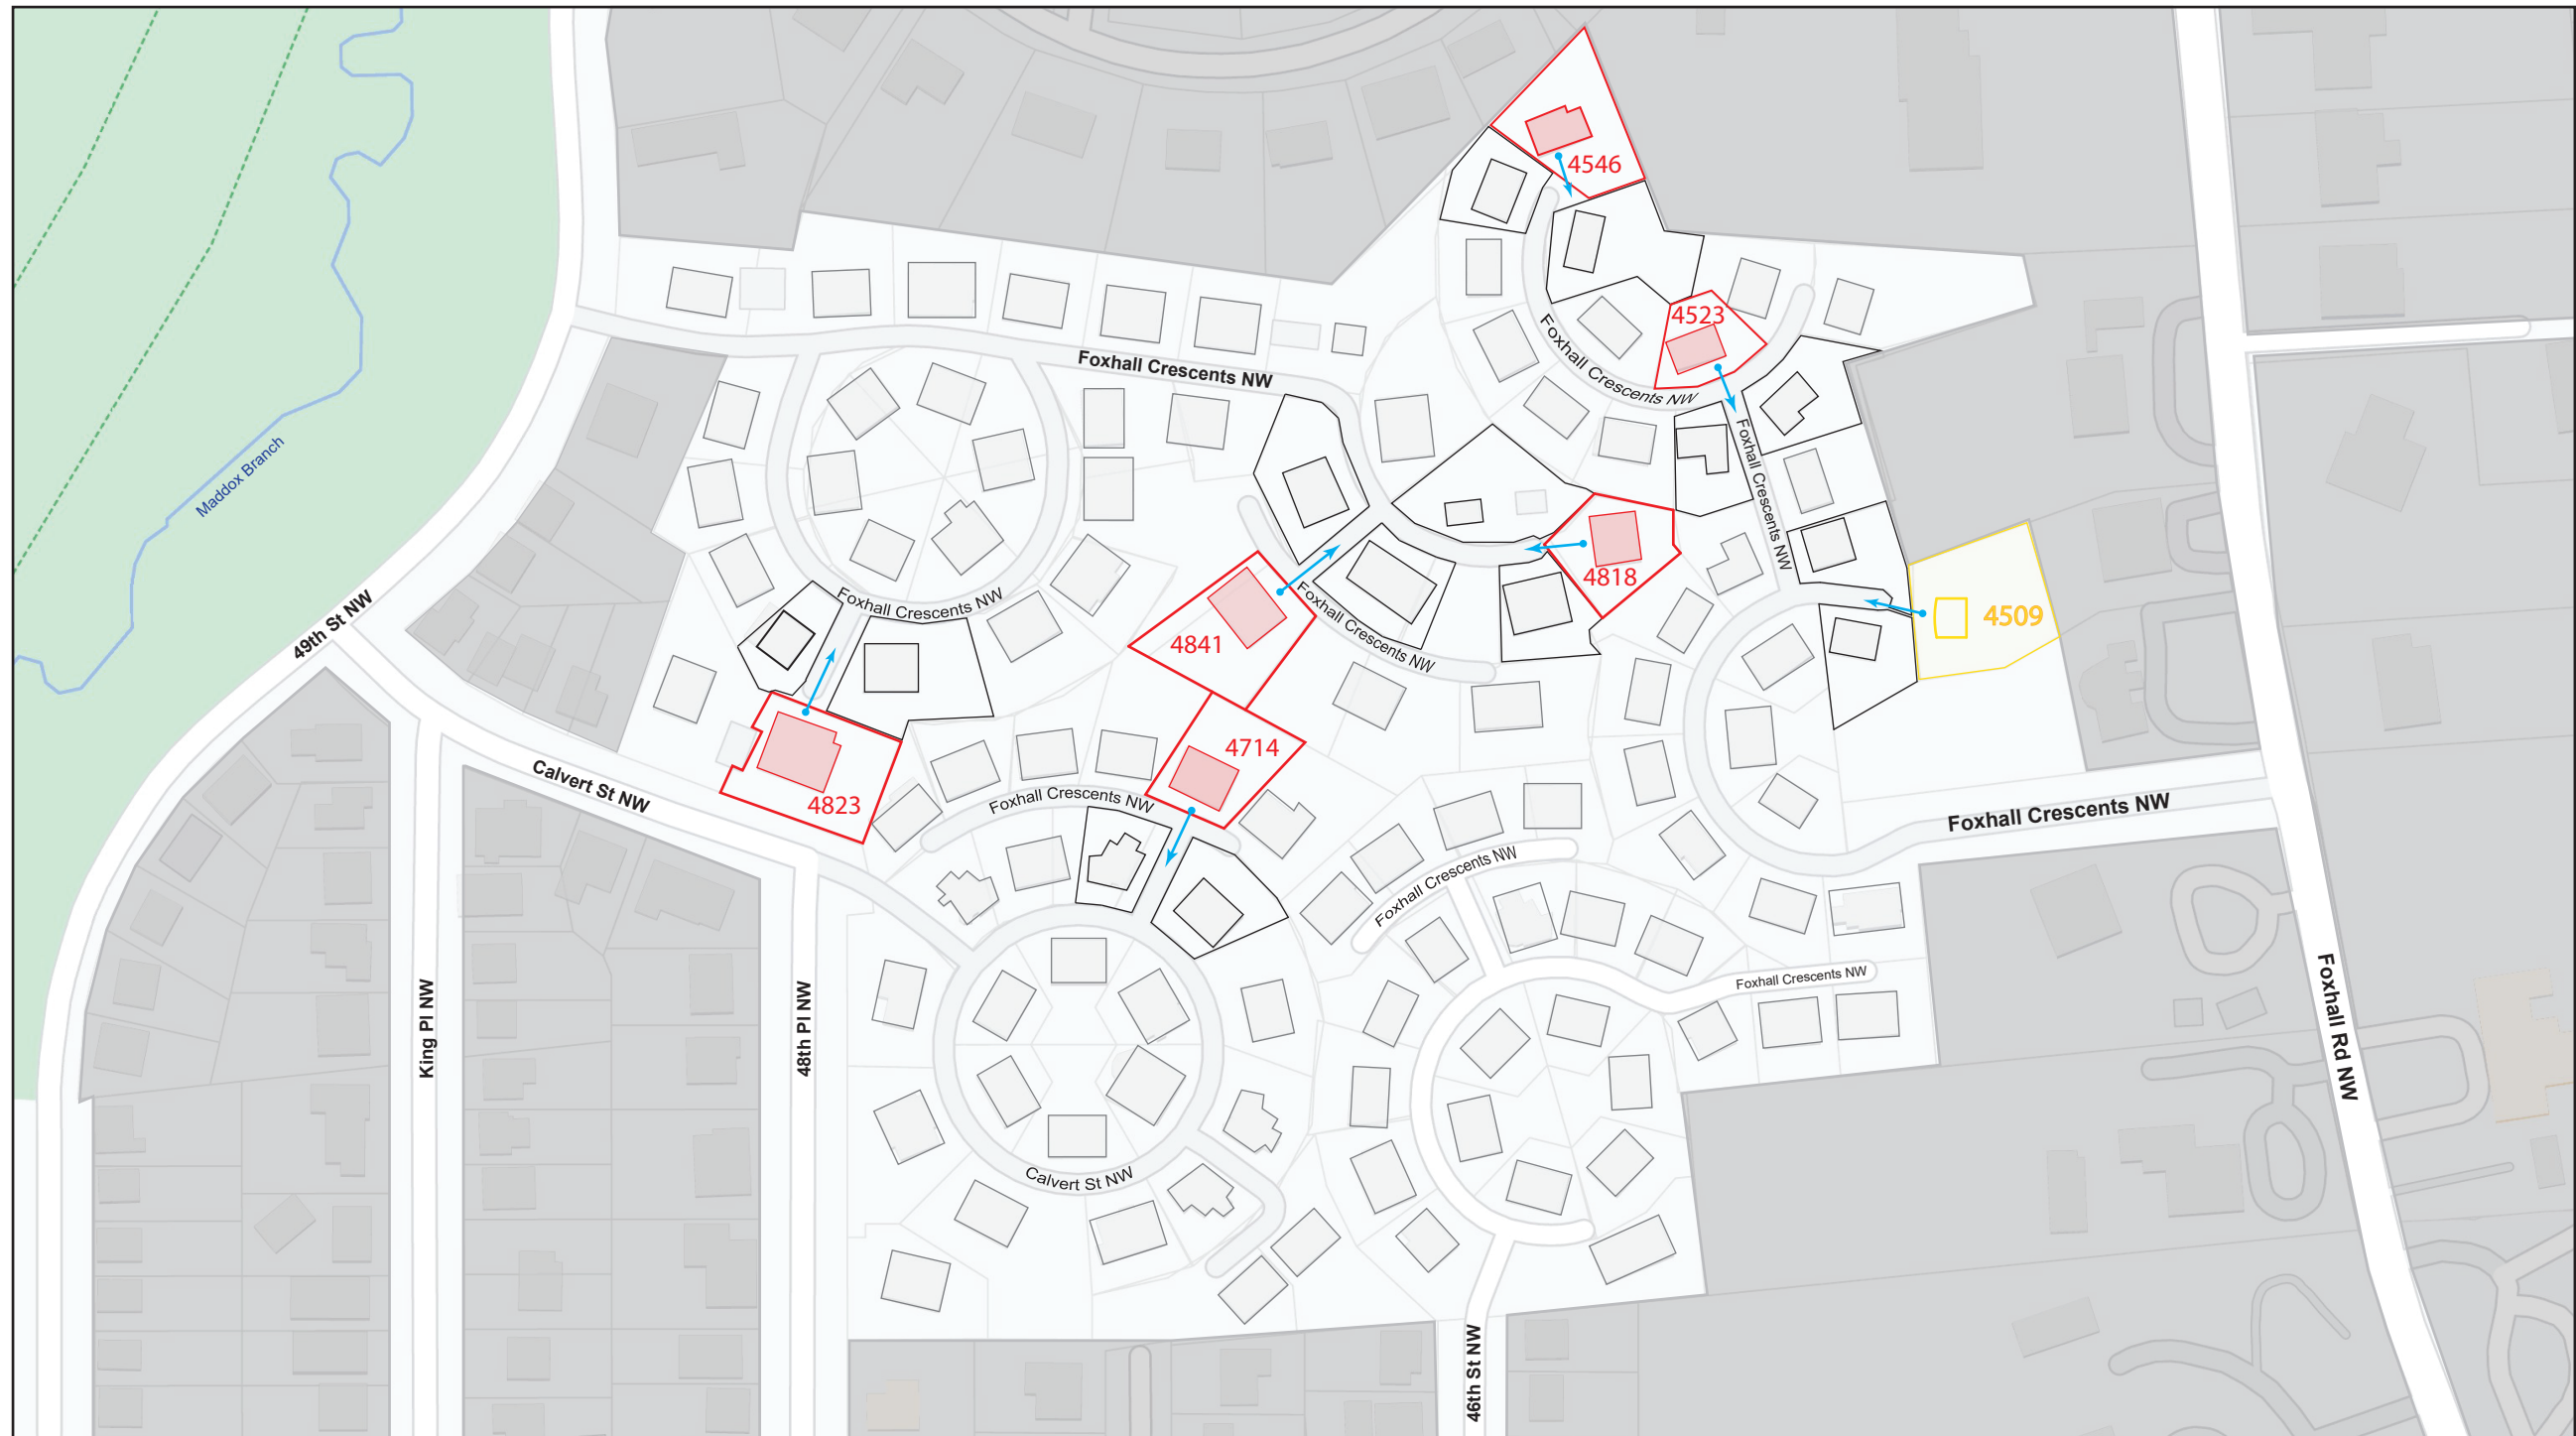 4546
4523
Foxhall Crescents NW
Foxhall Crescents NW
Foxhall Crescents NW
Maddox Branch
4818
49th St NW
Foxhall Crescents NW
4509
Foxhall Crescents NW
4841
4714
Calvert St NW
4823
Foxhall Crescents NW
Foxhall Crescents NW
Foxhall Crescents NW
Foxhall Crescents NW
King Pl NW
48th Pl NW
Foxhall Rd NW
Calvert St NW
46th St NW